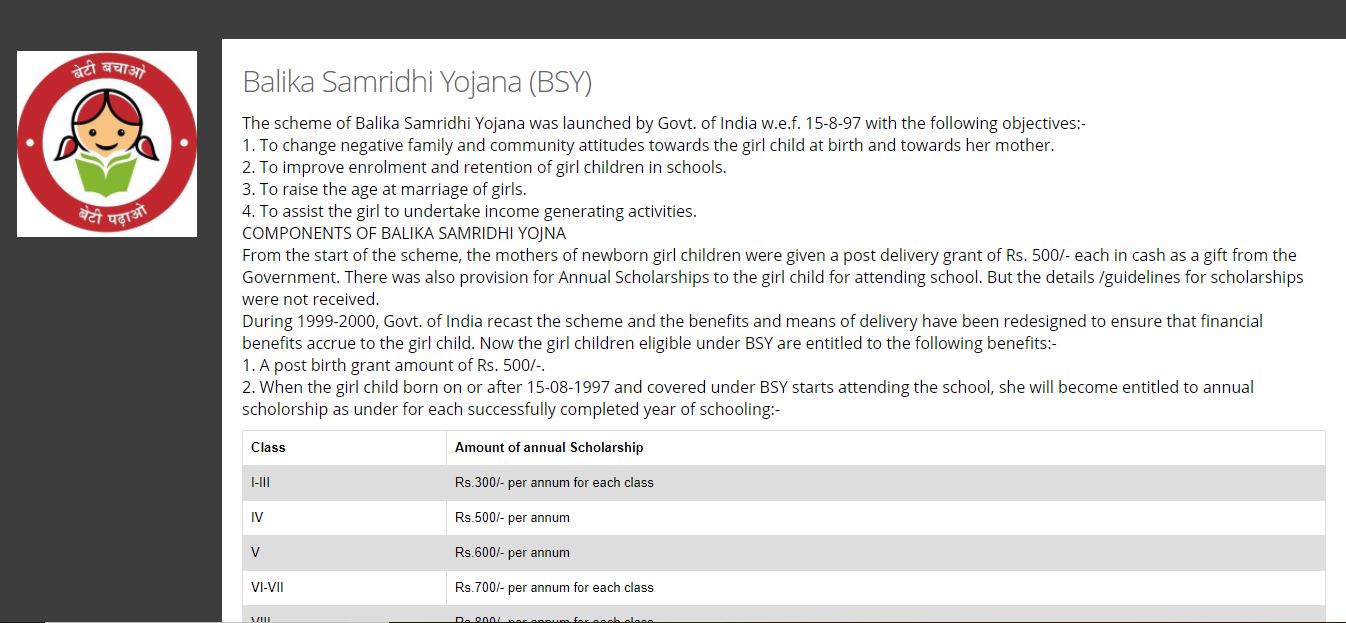 बेटी बचाओ
बेटी पढ़ाओ
Balika Samridhi Yojana (BSY)
The scheme of Balika Samridhi Yojana was launched by Govt. of India w.e.f. 15-8-97 with the following objectives:-
1. To change negative family and community attitudes towards the girl child at birth and towards her mother.
2. To improve enrolment and retention of girl children in schools.
3. To raise the age at marriage of girls.
4. To assist the girl to undertake income generating activities.
COMPONENTS OF BALIKA SAMRIDHI YOJNA
From the start of the scheme, the mothers of newborn girl children were given a post delivery grant of Rs. 500/- each in cash as a gift from the
Government. There was also provision for Annual Scholarships to the girl child for attending school. But the details /guidelines for scholarships
were not received.
During 1999-2000, Govt. of India recast the scheme and the benefits and means of delivery have been redesigned to ensure that financial
benefits accrue to the girl child. Now the girl children eligible under BSY are entitled to the following benefits:-
1. A post birth grant amount of Rs. 500/-.
2. When the girl child born on or after 15-08-1997 and covered under BSY starts attending the school, she will become entitled to annual
scholorship as under for each successfully completed year of schooling:-
Class Amount of annual Scholarship
I-III Rs.300/- per annum for each class
IV Rs.500/- per annum
V Rs.600/- per annum
VI-VII Rs.700/- per annum for each class
VIII Rs.800/- per annum for each class